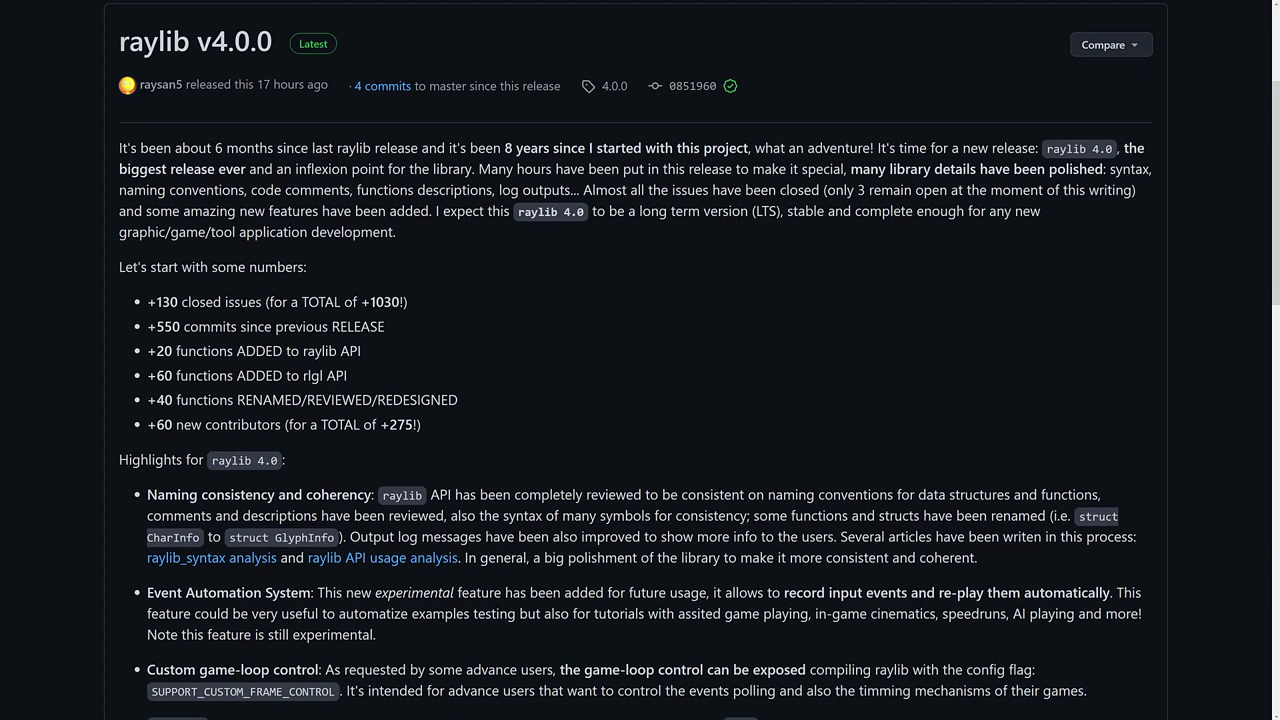 raylib v4.0.0 Latest
Compare
raysan5 released this 17 hours ago · 4 commits to master since this release 4.0.0 0851960
It's been about 6 months since last raylib release and it's been 8 years since I started with this project, what an adventure! It's time for a new release: raylib 4.0, the
biggest release ever and an inflexion point for the library. Many hours have been put in this release to make it special, many library details have been polished: syntax,
naming conventions, code comments, functions descriptions, log outputs... Almost all the issues have been closed (only 3 remain open at the moment of this writing)
and some amazing new features have been added. I expect this raylib 4.0 to be a long term version (LTS), stable and complete enough for any new
graphic/game/tool application development.
Let's start with some numbers:
• +130 closed issues (for a TOTAL of +1030!)
• +550 commits since previous RELEASE
• +20 functions ADDED to raylib API
• +60 functions ADDED to rlgl API
• +40 functions RENAMED/REVIEWED/REDESIGNED
• +60 new contributors (for a TOTAL of +275!)
Highlights for raylib 4.0:
• Naming consistency and coherency: raylib API has been completely reviewed to be consistent on naming conventions for data structures and functions,
comments and descriptions have been reviewed, also the syntax of many symbols for consistency; some functions and structs have been renamed (i.e. struct
CharInfo to struct GlyphInfo). Output log messages have been also improved to show more info to the users. Several articles have been writen in this process:
raylib_syntax analysis and raylib API usage analysis. In general, a big polishment of the library to make it more consistent and coherent.
• Event Automation System: This new experimental feature has been added for future usage, it allows to record input events and re-play them automatically. This
feature could be very useful to automatize examples testing but also for tutorials with assited game playing, in-game cinematics, speedruns, AI playing and more!
Note this feature is still experimental.
• Custom game-loop control: As requested by some advance users, the game-loop control can be exposed compiling raylib with the config flag:
SUPPORT_CUSTOM_FRAME_CONTROL. It's intended for advance users that want to control the events polling and also the timming mechanisms of their games.